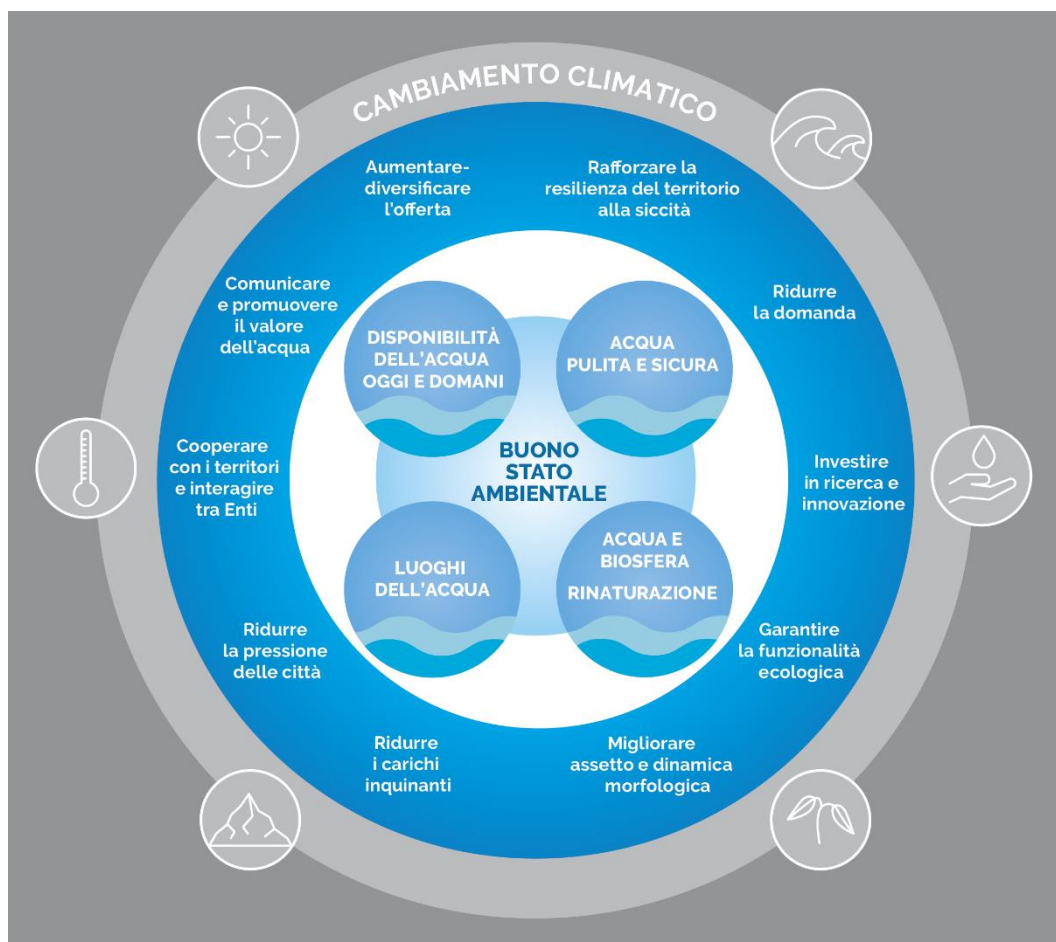 CAMBIAMENTO CLIMATICO
Aumentare-
diversificare
l'offerta
Rafforzare la
resilienza del territorio
alla siccità
Comunicare
e promuovere
il valore
dell'acqua
Ridurre
la domanda
DISPONIBILITÀ
DELL'ACQUA
OGGI E DOMANI
ACQUA
PULITA E SICURA
Cooperare
con i territori
e interagire
tra Enti
BUONO
STATO
AMBIENTALE
Investire
in ricerca e
innovazione
LUOGHI
DELL'ACQUA
ACQUA E
BIOSFERA
RINATURAZIONE
Ridurre
la pressione
delle città
Garantire
la funzionalità
ecologica
Ridurre
i carichi
inquinanti
Migliorare
assetto e dinamica
morfologica